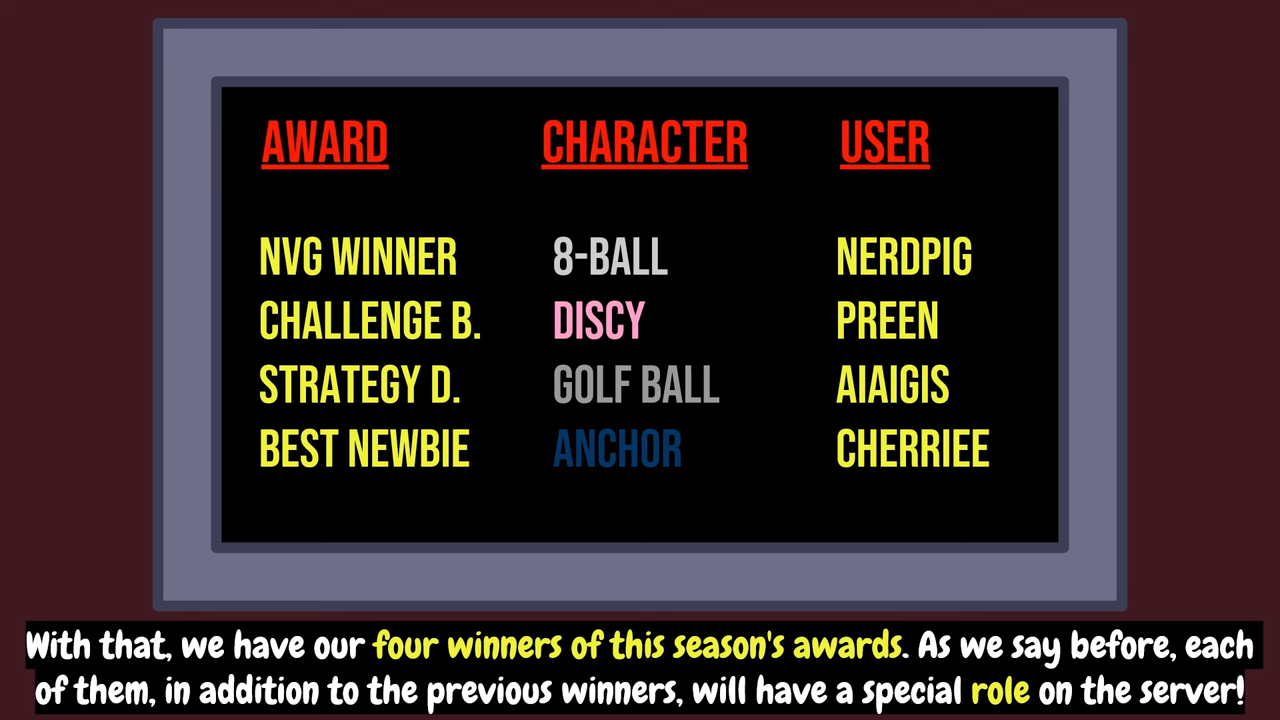 AWARD CHARACTER USER
NVG WINNER 8-BALL NERDPIG
CHALLENGE B. DISCY PREEN
STRATEGY D. GOLF BALL AIAIGIS
BEST NEWBIE ANCHOR CHERRIEE
With that, we have our four winners of this season's awards. As we say before, each
of them, in addition to the previous winners, will have a special role on the server!